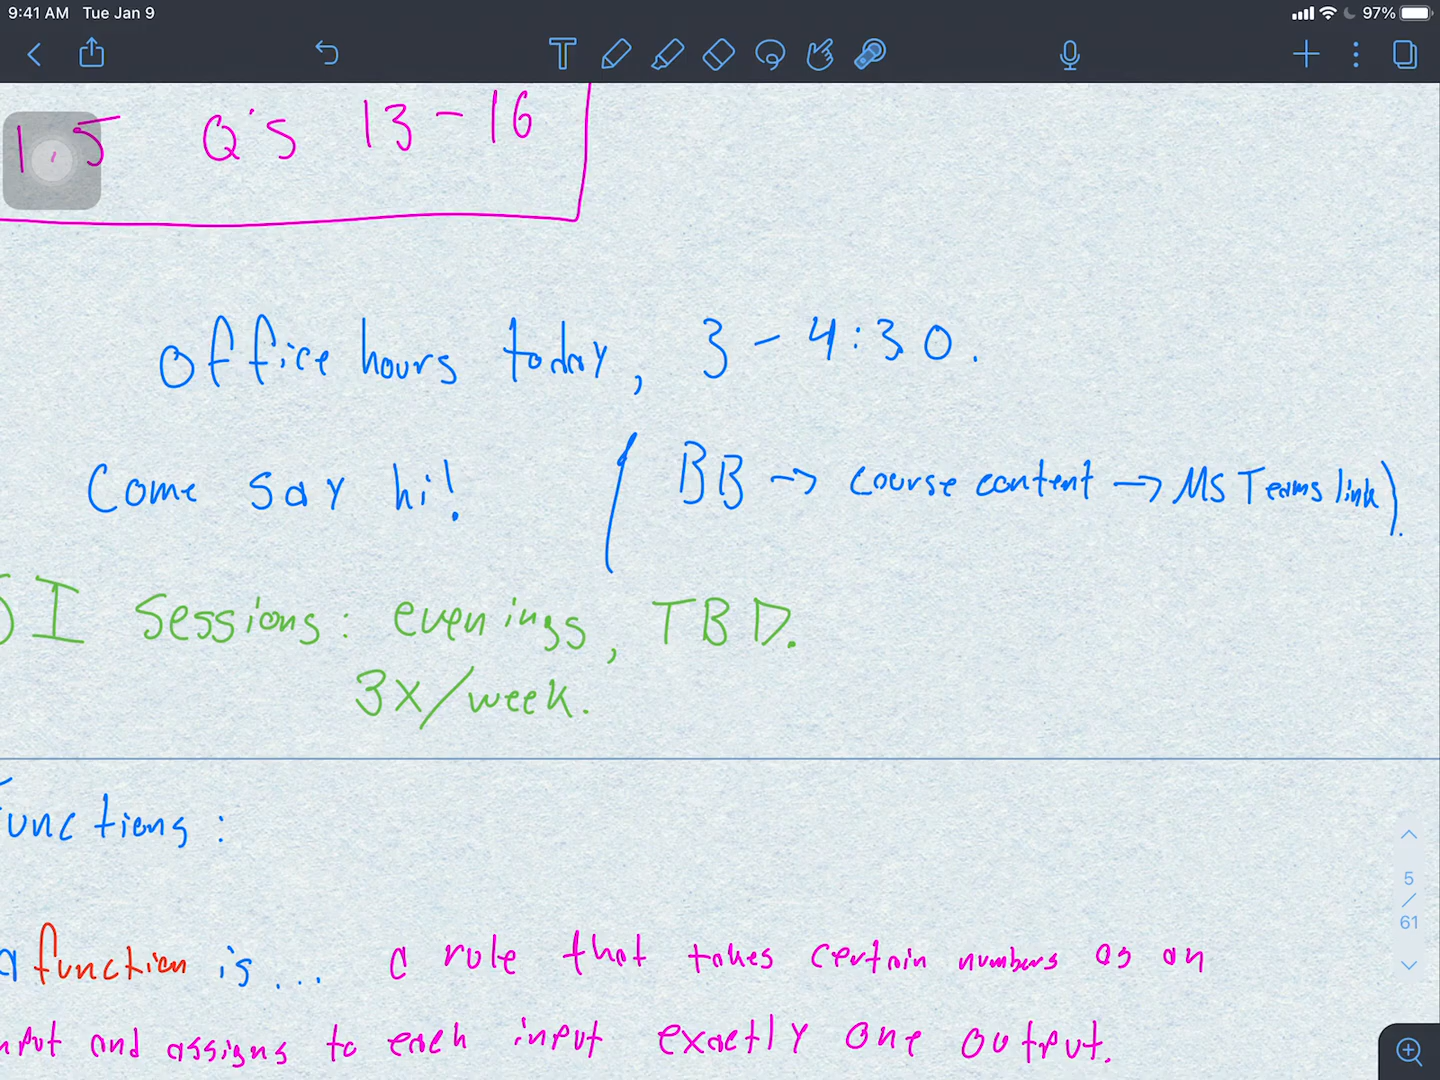 9:41 AM Tue Jan 9
97%
1.5 Q's 13-16
Office hours today, 3 - 4:30.
Come say hi! (BB → course content → MS Teams link).
SI Sessions: evenings, TBD.
3x/week.
Functions:
a function is... a rule that takes certain numbers as an
input and assigns to each input exactly one output.
5
/
61